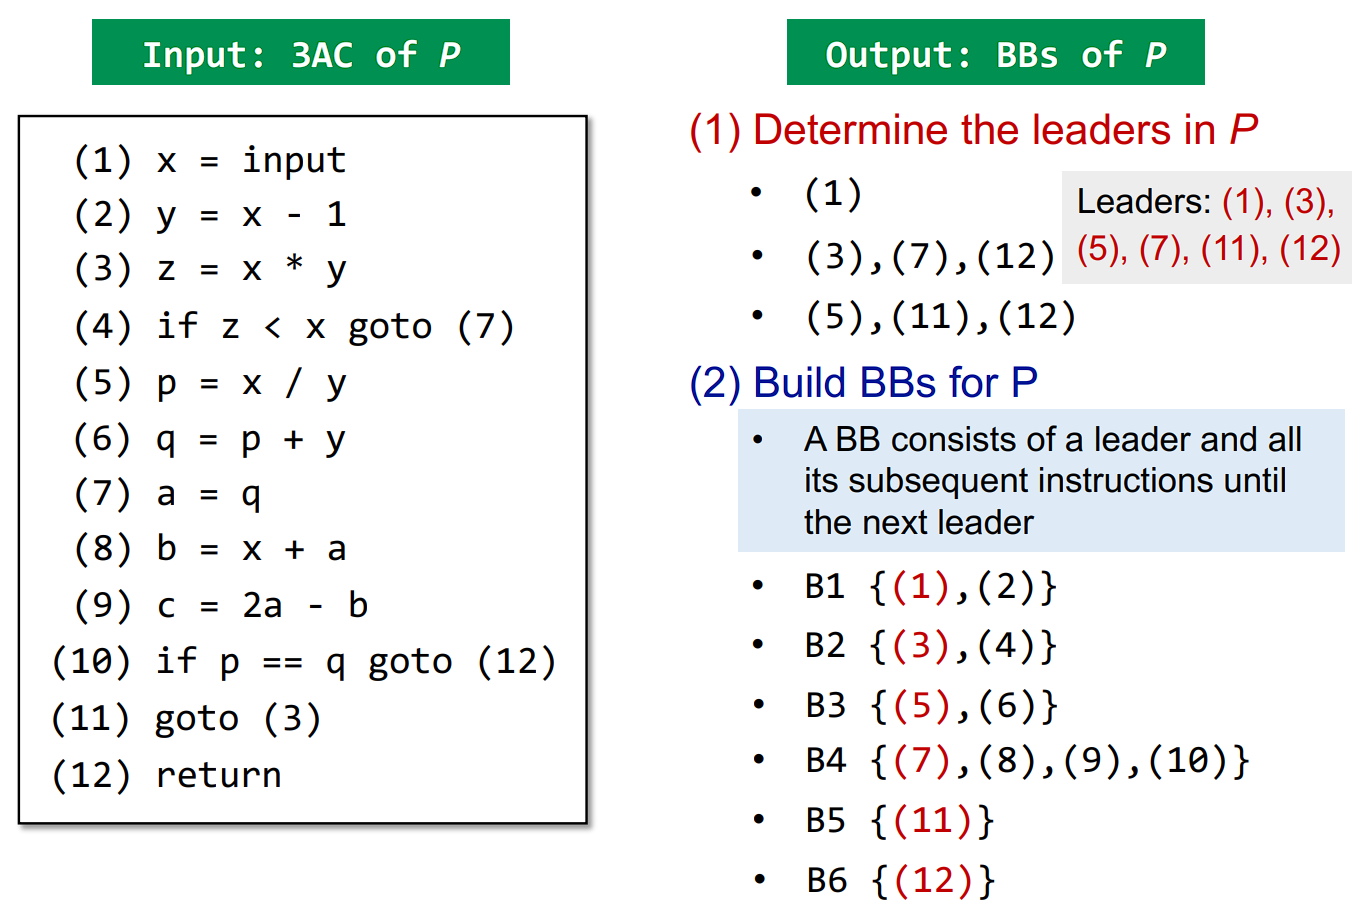 Input: 3AC of P
(1) x = input
(2) y = x - 1
(3) z = x * y
(4) if z < x goto (7)
(5) p = x / y
(6) q = p + y
(7) a = q
(8) b = x + a
(9) c = 2a - b
(10) if p == q goto (12)
(11) goto (3)
(12) return
Output: BBs of P
(1) Determine the leaders in P
• (1)
• (3),(7),(12)
• (5),(11),(12)
Leaders: (1), (3),
(5), (7), (11), (12)
(2) Build BBs for P
• A BB consists of a leader and all
its subsequent instructions until
the next leader
• B1 {(1),(2)}
• B2 {(3),(4)}
• B3 {(5),(6)}
• B4 {(7),(8),(9),(10)}
• B5 {(11)}
• B6 {(12)}